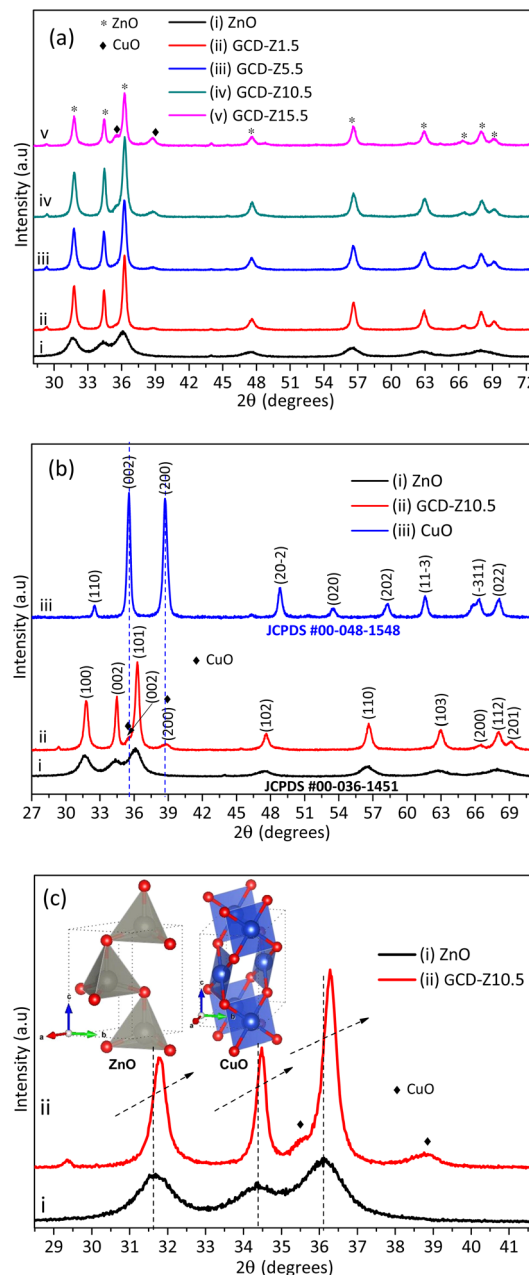 (a)
* ZnO
♦ CuO
(i) ZnO
(ii) GCD-Z1.5
(iii) GCD-Z5.5
(iv) GCD-Z10.5
(v) GCD-Z15.5
* * * ♦ ♦ * * * * * *
v
iv
iii
ii
i
Intensity (a.u)
30 33 36 39 42 45 48 51 54 57 60 63 66 69 72
2θ (degrees)
(b)
(i) ZnO
(ii) GCD-Z10.5
(iii) CuO
(110) (002) (200) (20-2) (020) (202) (11-3) (-311) (022)
iii
JCPDS #00-048-1548
♦ CuO
(100) (002) (101) (002) (200) (102) (110) (103) (200) (112) (201)
ii
i
JCPDS #00-036-1451
Intensity (a.u)
27 30 33 36 39 42 45 48 51 54 57 60 63 66 69
2θ (degrees)
(c)
(i) ZnO
(ii) GCD-Z10.5
c
a
b
c
a
b
ZnO
CuO
♦ CuO
ii
i
Intensity (a.u)
29 30 31 32 33 34 35 36 37 38 39 40 41
2θ (degrees)